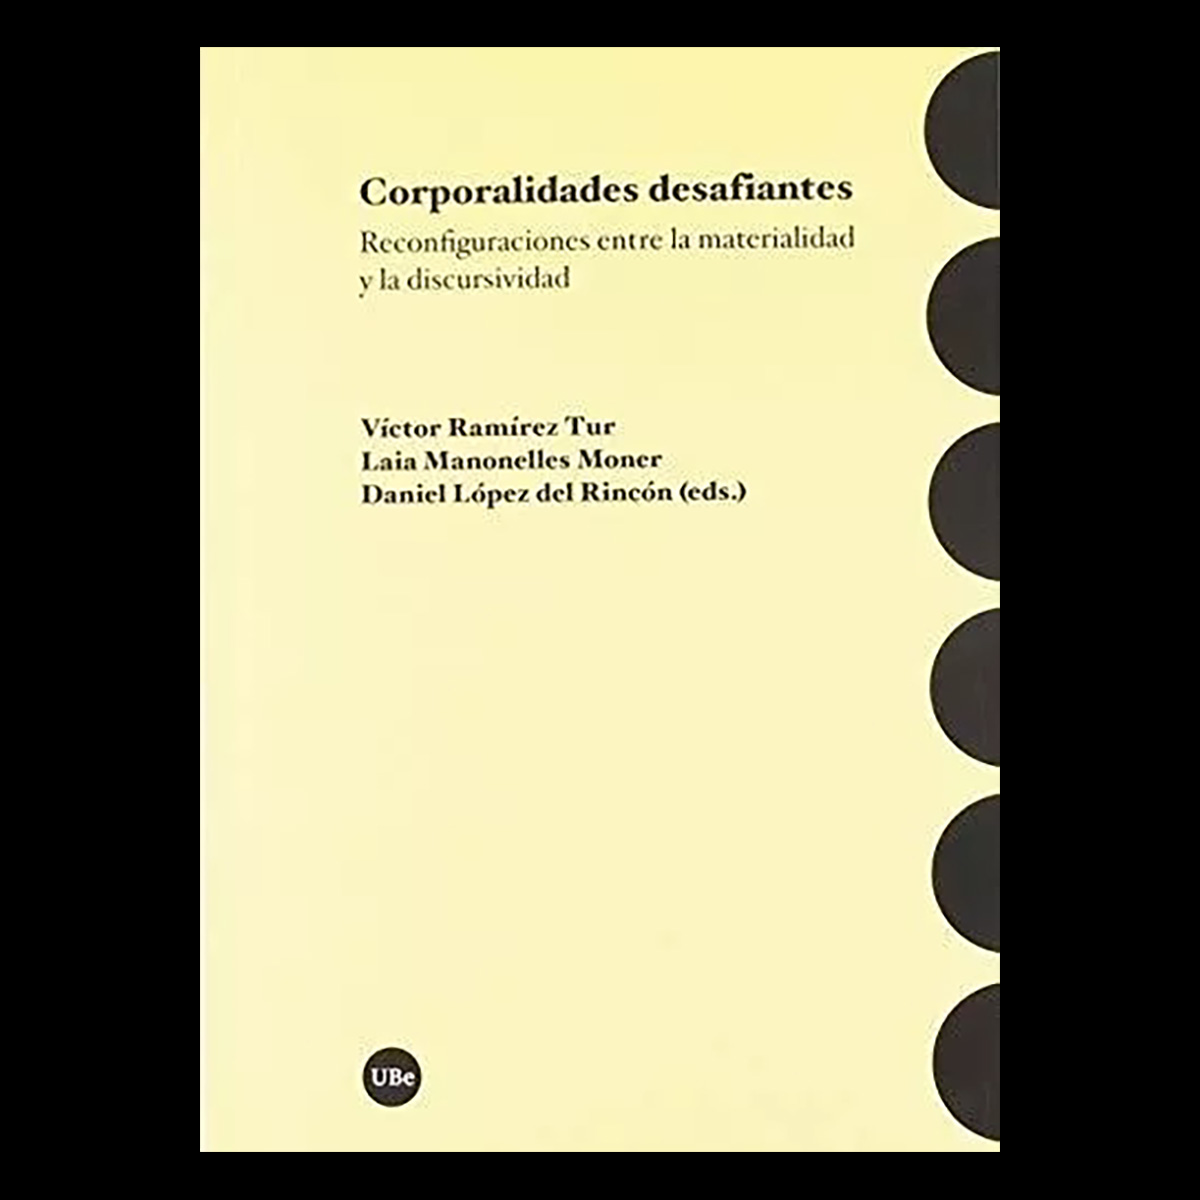 Corporalidades desafiantes
Reconfiguraciones entre la materialidad
y la discursividad
Víctor Ramírez Tur
Laia Manonelles Moner
Daniel López del Rincón (eds.)
UBe